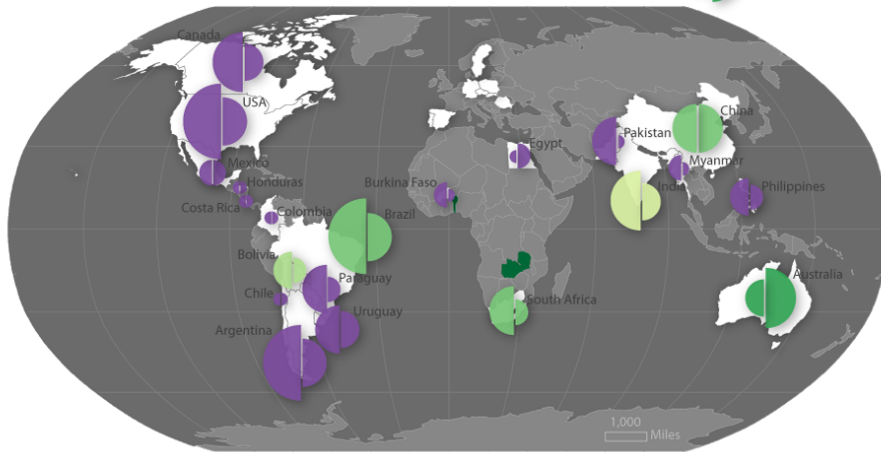 Canada
USA
Mexico
Honduras
Costa Rica
Colombia
Brazil
Bolivia
Paraguay
Chile
Uruguay
Argentina
Burkina Faso
Egypt
South Africa
Pakistan
China
Myanmar
India
Philippines
Australia
1,000
Miles